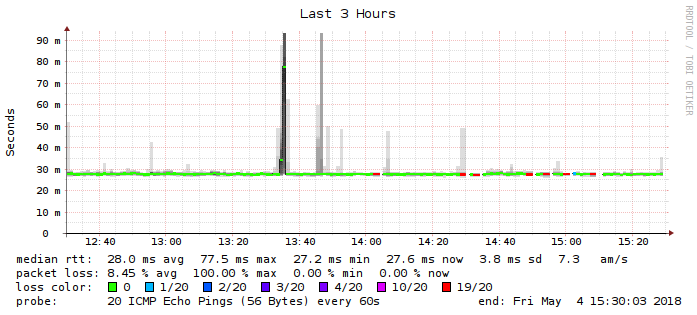 Last 3 Hours
RRDTOOL / TOBI OETIKER
Seconds
90 m
80 m
70 m
60 m
50 m
40 m
30 m
20 m
10 m
0
12:40 13:00 13:20 13:40 14:00 14:20 14:40 15:00 15:20
median rtt: 28.0 ms avg 77.5 ms max 27.2 ms min 27.6 ms now 3.8 ms sd 7.3 am/s
packet loss: 8.45 % avg 100.00 % max 0.00 % min 0.00 % now
loss color: 0 1/20 2/20 3/20 4/20 10/20 19/20
probe: 20 ICMP Echo Pings (56 Bytes) every 60s end: Fri May 4 15:30:03 2018